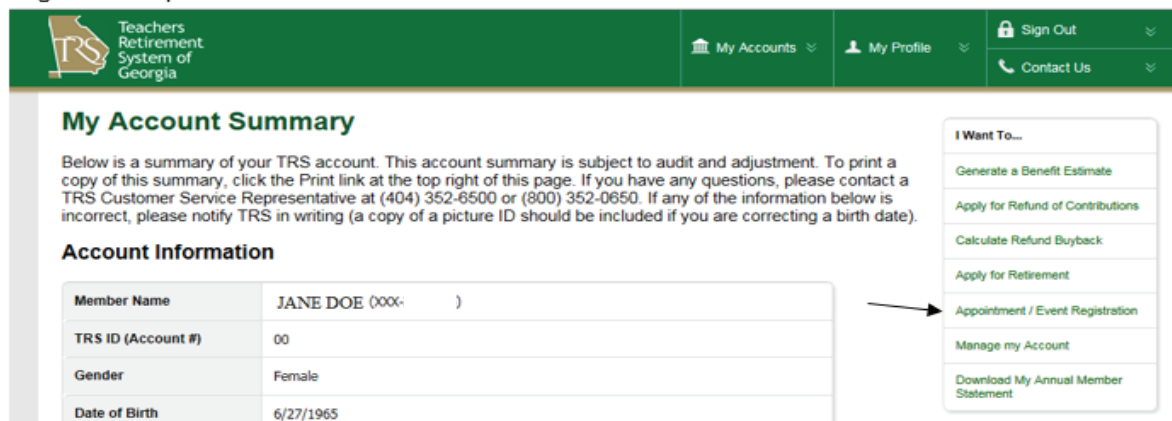 Teachers
Retirement
System of
Georgia
TRS
My Accounts
My Profile
Sign Out
Contact Us
My Account Summary
Below is a summary of your TRS account. This account summary is subject to audit and adjustment. To print a
copy of this summary, click the Print link at the top right of this page. If you have any questions, please contact a
TRS Customer Service Representative at (404) 352-6500 or (800) 352-0650. If any of the information below is
incorrect, please notify TRS in writing (a copy of a picture ID should be included if you are correcting a birth date).
Account Information
Member Name JANE DOE (XXX- )
TRS ID (Account #) 00
Gender Female
Date of Birth 6/27/1965
I Want To...
Generate a Benefit Estimate
Apply for Refund of Contributions
Calculate Refund Buyback
Apply for Retirement
Appointment / Event Registration
Manage my Account
Download My Annual Member
Statement